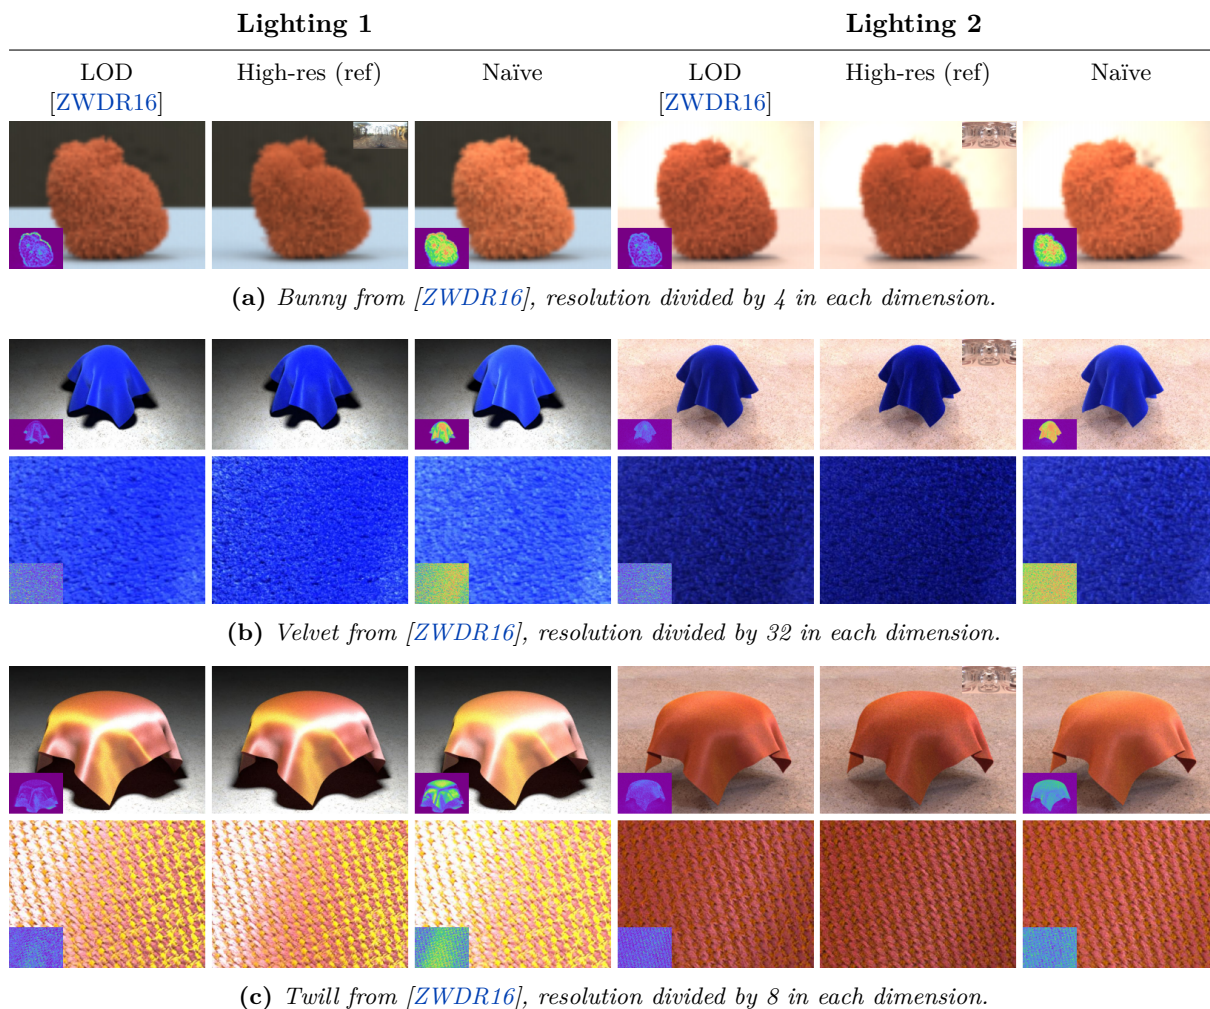 Lighting 1 Lighting 2
LOD High-res (ref) Naïve LOD High-res (ref) Naïve
[ZWDR16] [ZWDR16]
(a) Bunny from [ZWDR16], resolution divided by 4 in each dimension.
(b) Velvet from [ZWDR16], resolution divided by 32 in each dimension.
(c) Twill from [ZWDR16], resolution divided by 8 in each dimension.